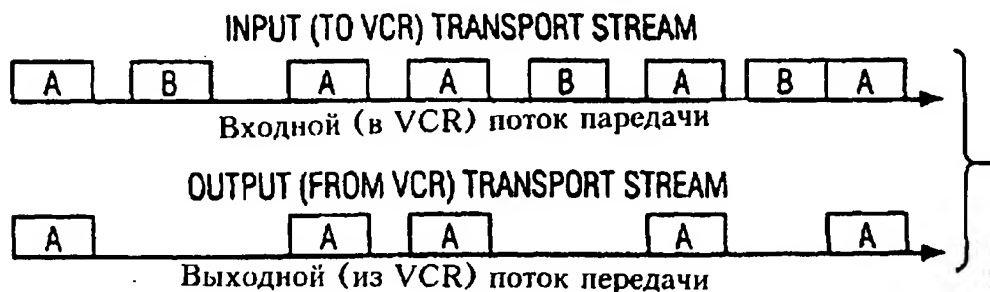 INPUT (TO VCR) TRANSPORT STREAM
A B A A B A B A
Входной (в VCR) поток паредачи
OUTPUT (FROM VCR) TRANSPORT STREAM
A A A A A
Выходной (из VCR) поток передачи